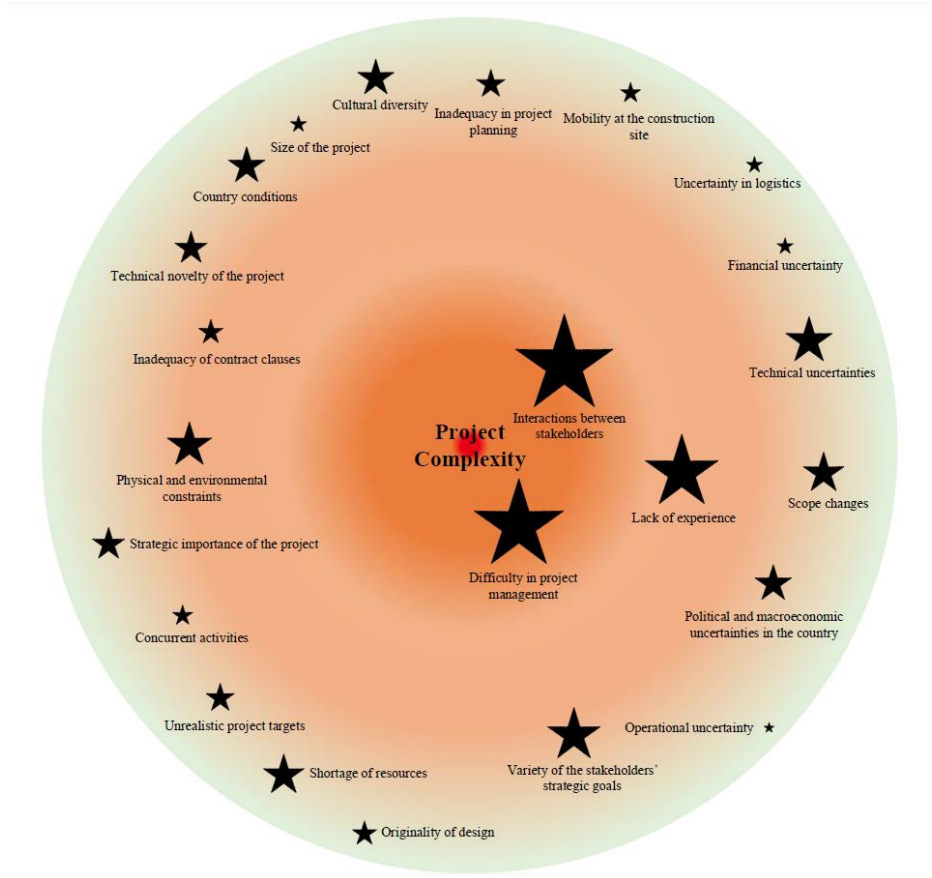 Cultural diversity
Inadequacy in project
planning
Mobility at the construction
site
Size of the project
Country conditions
Uncertainty in logistics
Technical novelty of the project
Financial uncertainty
Inadequacy of contract clauses
Technical uncertainties
Interactions between
stakeholders
Project
Complexity
Physical and environmental
constraints
Lack of experience
Scope changes
Strategic importance of the project
Difficulty in project
management
Political and macroeconomic
uncertainties in the country
Concurrent activities
Unrealistic project targets
Operational uncertainty
Shortage of resources
Variety of the stakeholders’
strategic goals
Originality of design